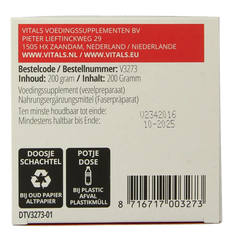 VITALS VOEDINGSSUPPLEMENTEN BV
PIETER LIEFTINCKWEG 29
1505 HX ZAANDAM, NEDERLAND / NIEDERLANDE
WWW.VITALS.NL / WWW.VITALS.EU
Bestelcode / Bestellnummer: V3273
Inhoud: 200 gram / Inhalt: 200 Gramm
Voedingssupplement (vezelpreparaat)
Nahrungsergänzungsmittel (Faserpräparat)
Ten minste houdbaar tot einde:
Mindestens haltbar bis Ende:
V2342016
10-2025
DOOSJE
SCHACHTEL
BIJ OUD PAPIER
ALTPAPIER
POTJE
DOSE
BIJ PLASTIC
AFVAL
PLASTIKMÜLL
8 716717 003273
DTV3273-01